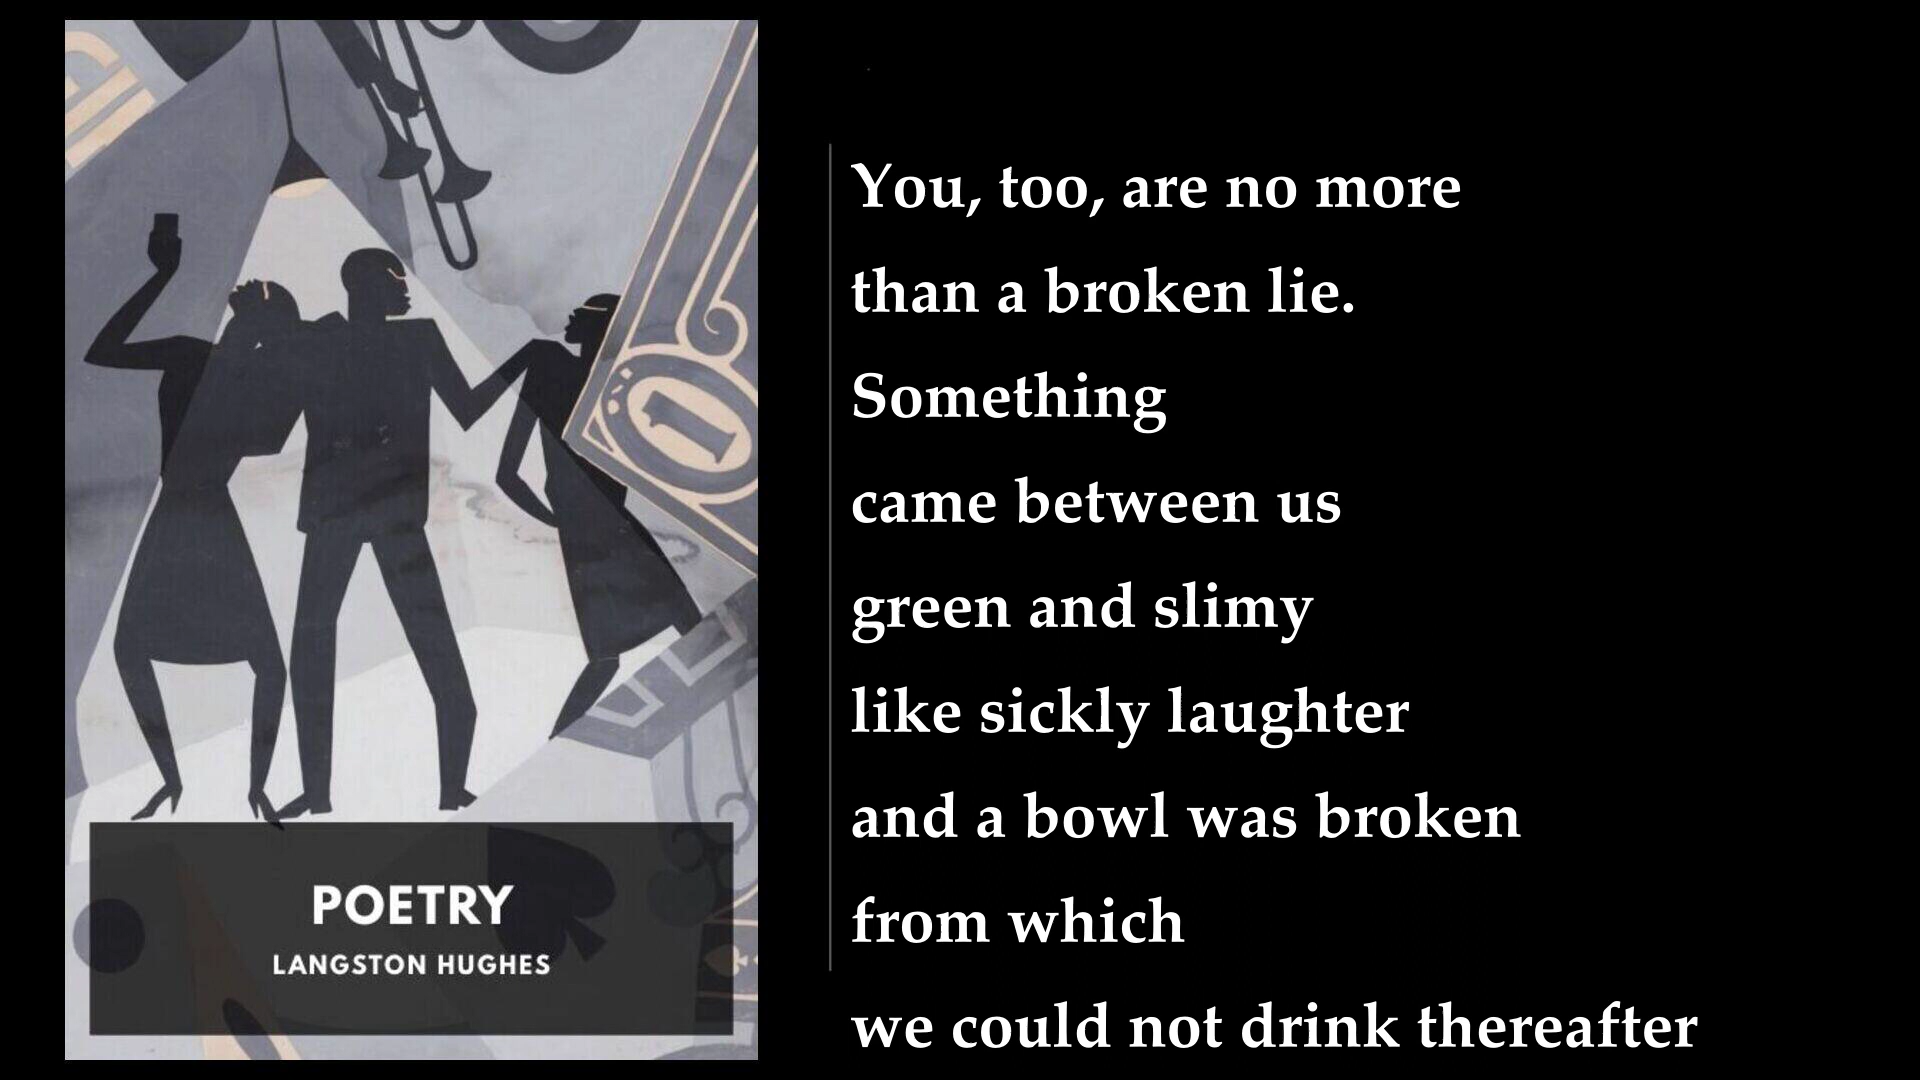 POETRY
LANGSTON HUGHES
You, too, are no more
than a broken lie.
Something
came between us
green and slimy
like sickly laughter
and a bowl was broken
from which
we could not drink thereafter
1